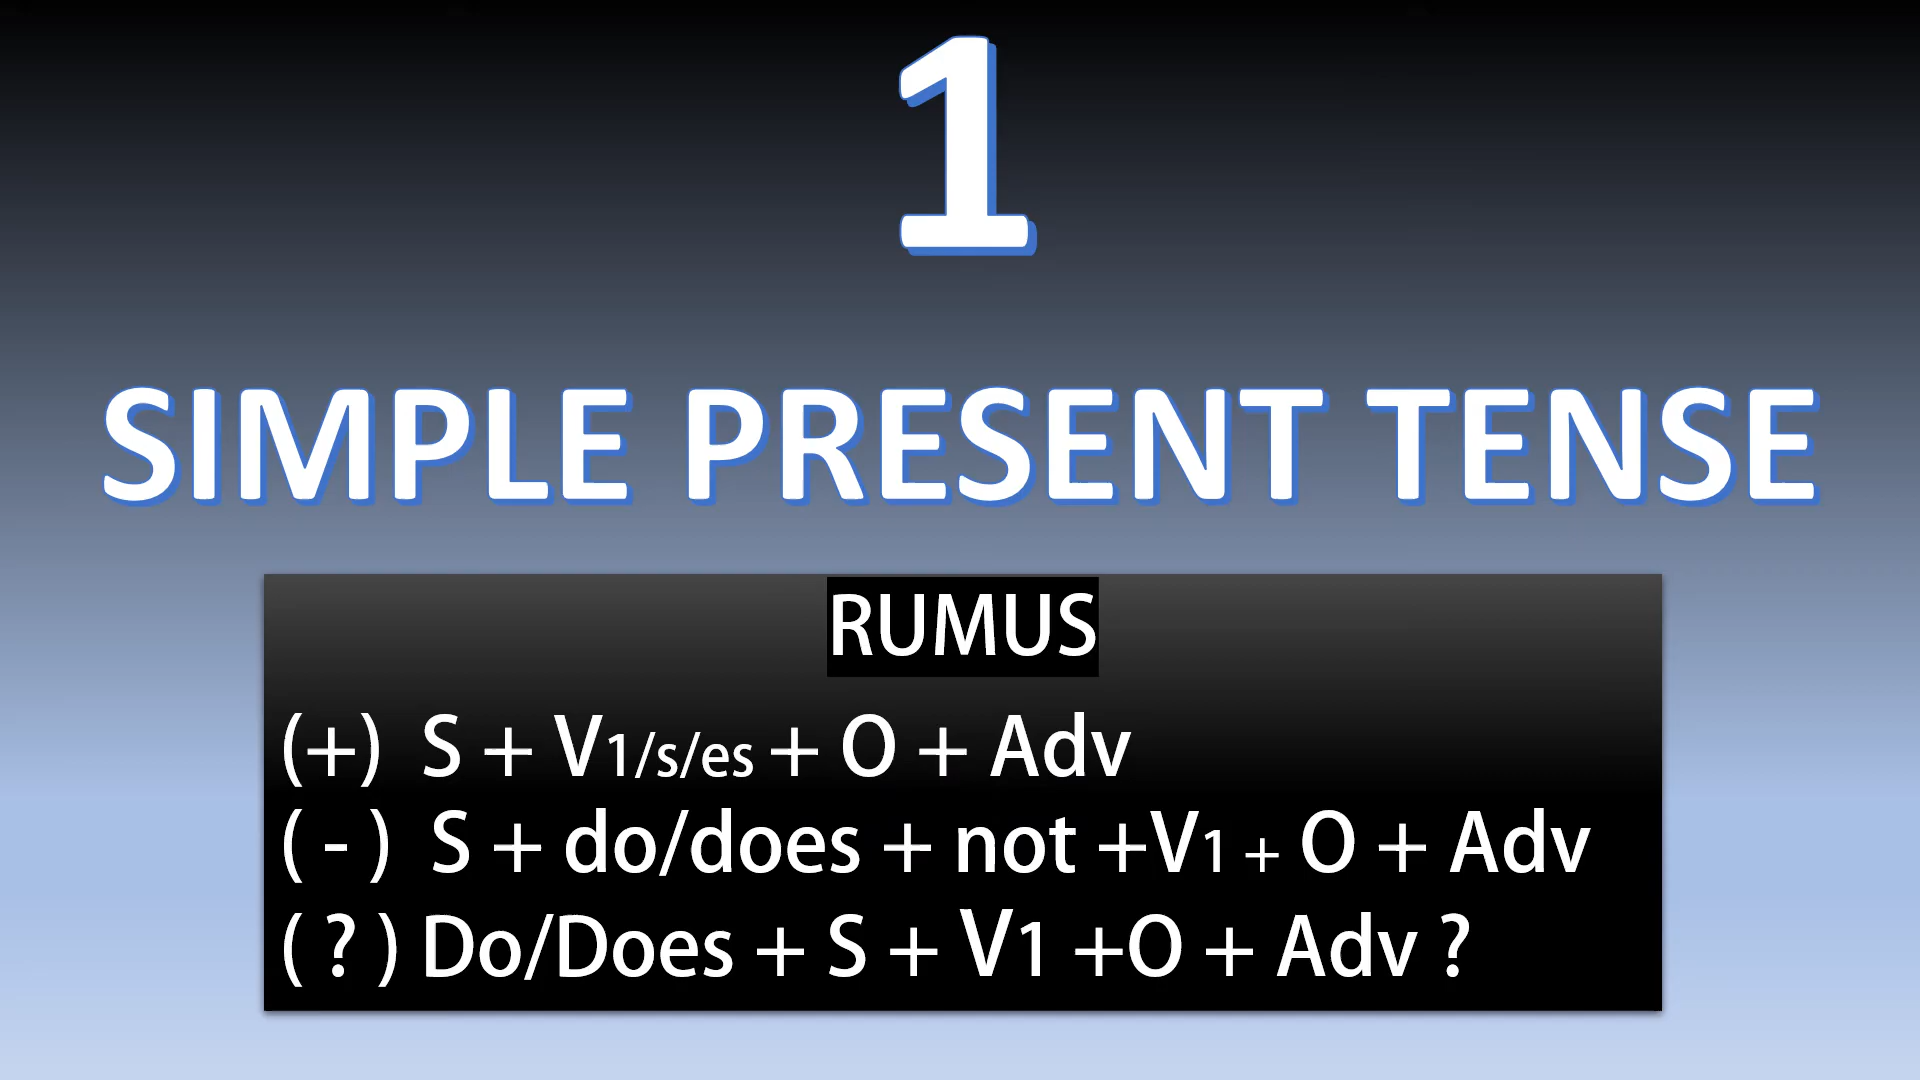 1
SIMPLE PRESENT TENSE
RUMUS
(+) S + V1/s/es + O + Adv
( - ) S + do/does + not +V1 + O + Adv
( ? ) Do/Does + S + V1 +O + Adv ?